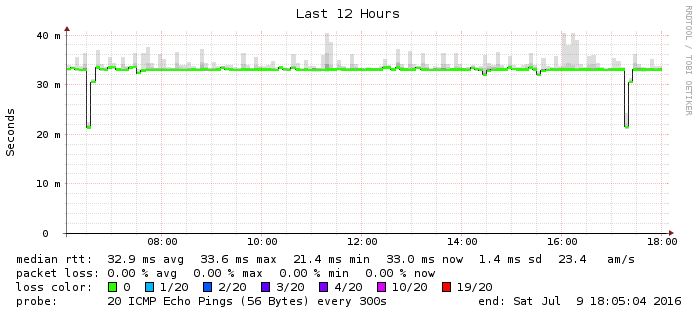 Last 12 Hours
RRDTOOL / TOBI OETIKER
Seconds
40 m
30 m
20 m
10 m
0
08:00 10:00 12:00 14:00 16:00 18:00
median rtt: 32.9 ms avg 33.6 ms max 21.4 ms min 33.0 ms now 1.4 ms sd 23.4 am/s
packet loss: 0.00 % avg 0.00 % max 0.00 % min 0.00 % now
loss color: 0 1/20 2/20 3/20 4/20 10/20 19/20
probe: 20 ICMP Echo Pings (56 Bytes) every 300s end: Sat Jul 9 18:05:04 2016